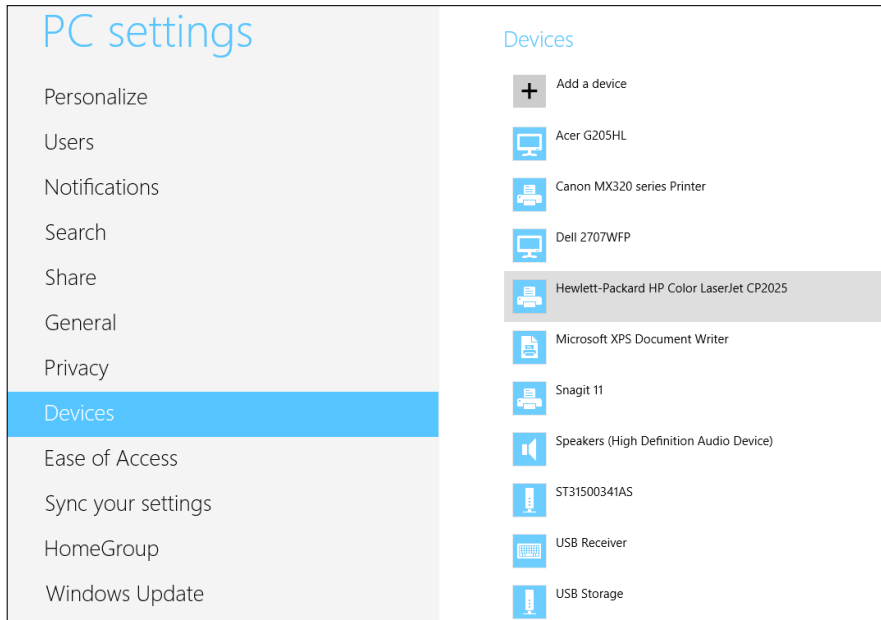 PC settings
Personalize
Users
Notifications
Search
Share
General
Privacy
Devices
Ease of Access
Sync your settings
HomeGroup
Windows Update
Devices
Add a device
Acer G205HL
Canon MX320 series Printer
Dell 2707WFP
Hewlett-Packard HP Color LaserJet CP2025
Microsoft XPS Document Writer
Snagit 11
Speakers (High Definition Audio Device)
ST31500341AS
USB Receiver
USB Storage